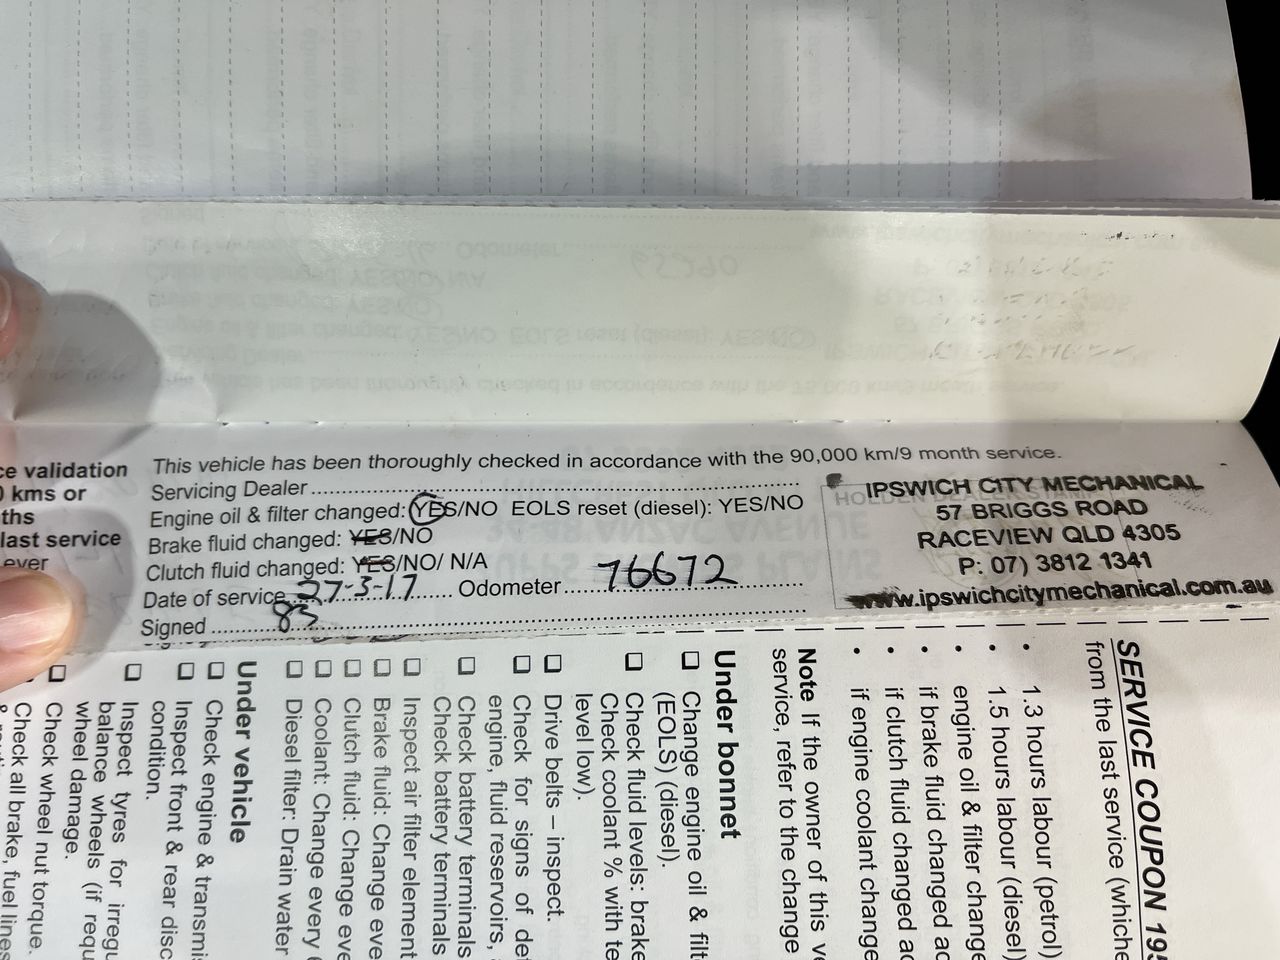 ce validation
0 kms or
ths
last service
ever
This vehicle has been thoroughly checked in accordance with the 90,000 km/9 month service.
Servicing Dealer
Engine oil & filter changed: YES/NO EOLS reset (diesel): YES/NO
Brake fluid changed: YES/NO
Clutch fluid changed: YES/NO/ N/A
Date of service 27-3-17 Odometer 76672
Signed
IPSWICH CITY MECHANICAL
57 BRIGGS ROAD
RACEVIEW QLD 4305
P: 07) 3812 1341
www.ipswichcitymechanical.com.au
SERVICE COUPON 195
from the last service (whiche
• 1.3 hours labour (petrol)
• 1.5 hours labour (diesel)
• engine oil & filter change
• if brake fluid changed ad
• if clutch fluid changed ad
• if engine coolant change
Note If the owner of this ve
service, refer to the change
Under bonnet
Change engine oil & filt
(EOLS) (diesel).
Check fluid levels: brake
Check coolant % with te
level low).
Drive belts – inspect.
Check for signs of det
engine, fluid reservoirs,
Check battery terminals
Check battery terminals
Inspect air filter element
Brake fluid: Change eve
Clutch fluid: Change eve
Coolant: Change every
Diesel filter: Drain water
Under vehicle
Check engine & transmis
Inspect front & rear disc
condition.
Inspect tyres for irregu
balance wheels (if requ
wheel damage.
Check wheel nut torque.
Check all brake, fuel lines